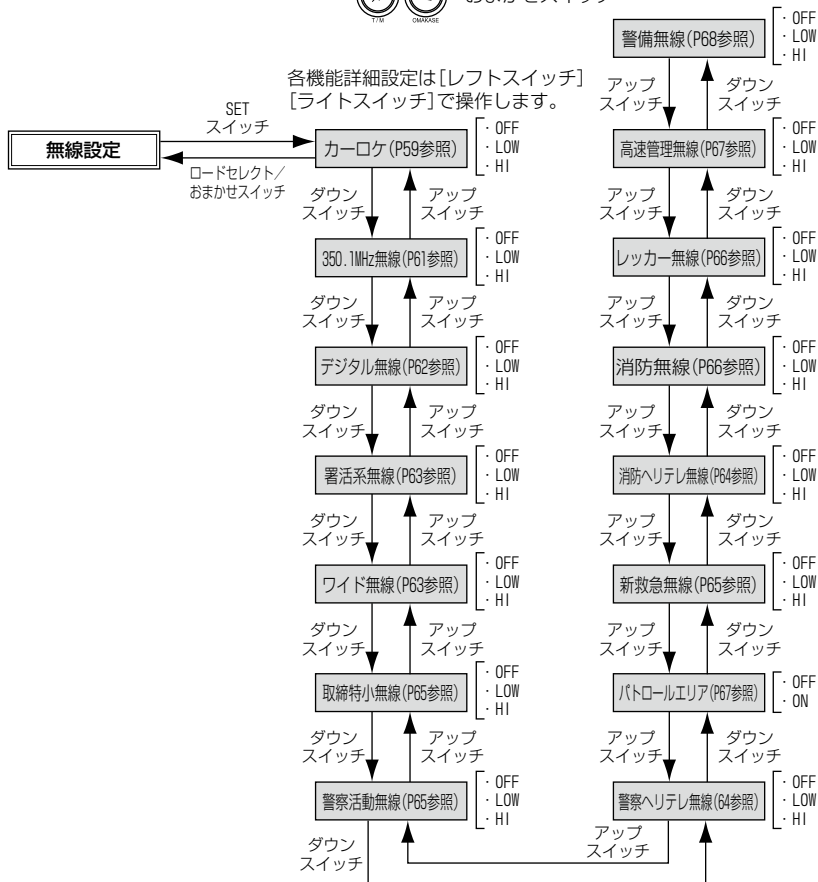 T/M
OMAKASE
各機能詳細設定は[レフトスイッチ]
[ライトスイッチ]で操作します。
無線設定
SET
スイッチ
ロードセレクト/
おまかせスイッチ
カーロケ(P59参照)
・OFF
・LOW
・HI
ダウン
スイッチ
アップ
スイッチ
350.1MHz無線(P61参照)
・OFF
・LOW
・HI
ダウン
スイッチ
アップ
スイッチ
デジタル無線(P62参照)
・OFF
・LOW
・HI
ダウン
スイッチ
アップ
スイッチ
署活系無線(P63参照)
・OFF
・LOW
・HI
ダウン
スイッチ
アップ
スイッチ
ワイド無線(P63参照)
・OFF
・LOW
・HI
ダウン
スイッチ
アップ
スイッチ
取締特小無線(P65参照)
・OFF
・LOW
・HI
ダウン
スイッチ
アップ
スイッチ
警察活動無線(P65参照)
・OFF
・LOW
・HI
ダウン
スイッチ
アップ
スイッチ
警備無線(P68参照)
・OFF
・LOW
・HI
アップ
スイッチ
ダウン
スイッチ
高速管理無線(P67参照)
・OFF
・LOW
・HI
アップ
スイッチ
ダウン
スイッチ
レッカー無線(P66参照)
・OFF
・LOW
・HI
アップ
スイッチ
ダウン
スイッチ
消防無線(P66参照)
・OFF
・LOW
・HI
アップ
スイッチ
ダウン
スイッチ
消防ヘリテレ無線(P64参照)
・OFF
・LOW
・HI
アップ
スイッチ
ダウン
スイッチ
新救急無線(P65参照)
・OFF
・LOW
・HI
アップ
スイッチ
ダウン
スイッチ
パトロールエリア(P67参照)
・OFF
・ON
アップ
スイッチ
ダウン
スイッチ
警察ヘリテレ無線(64参照)
・OFF
・LOW
・HI